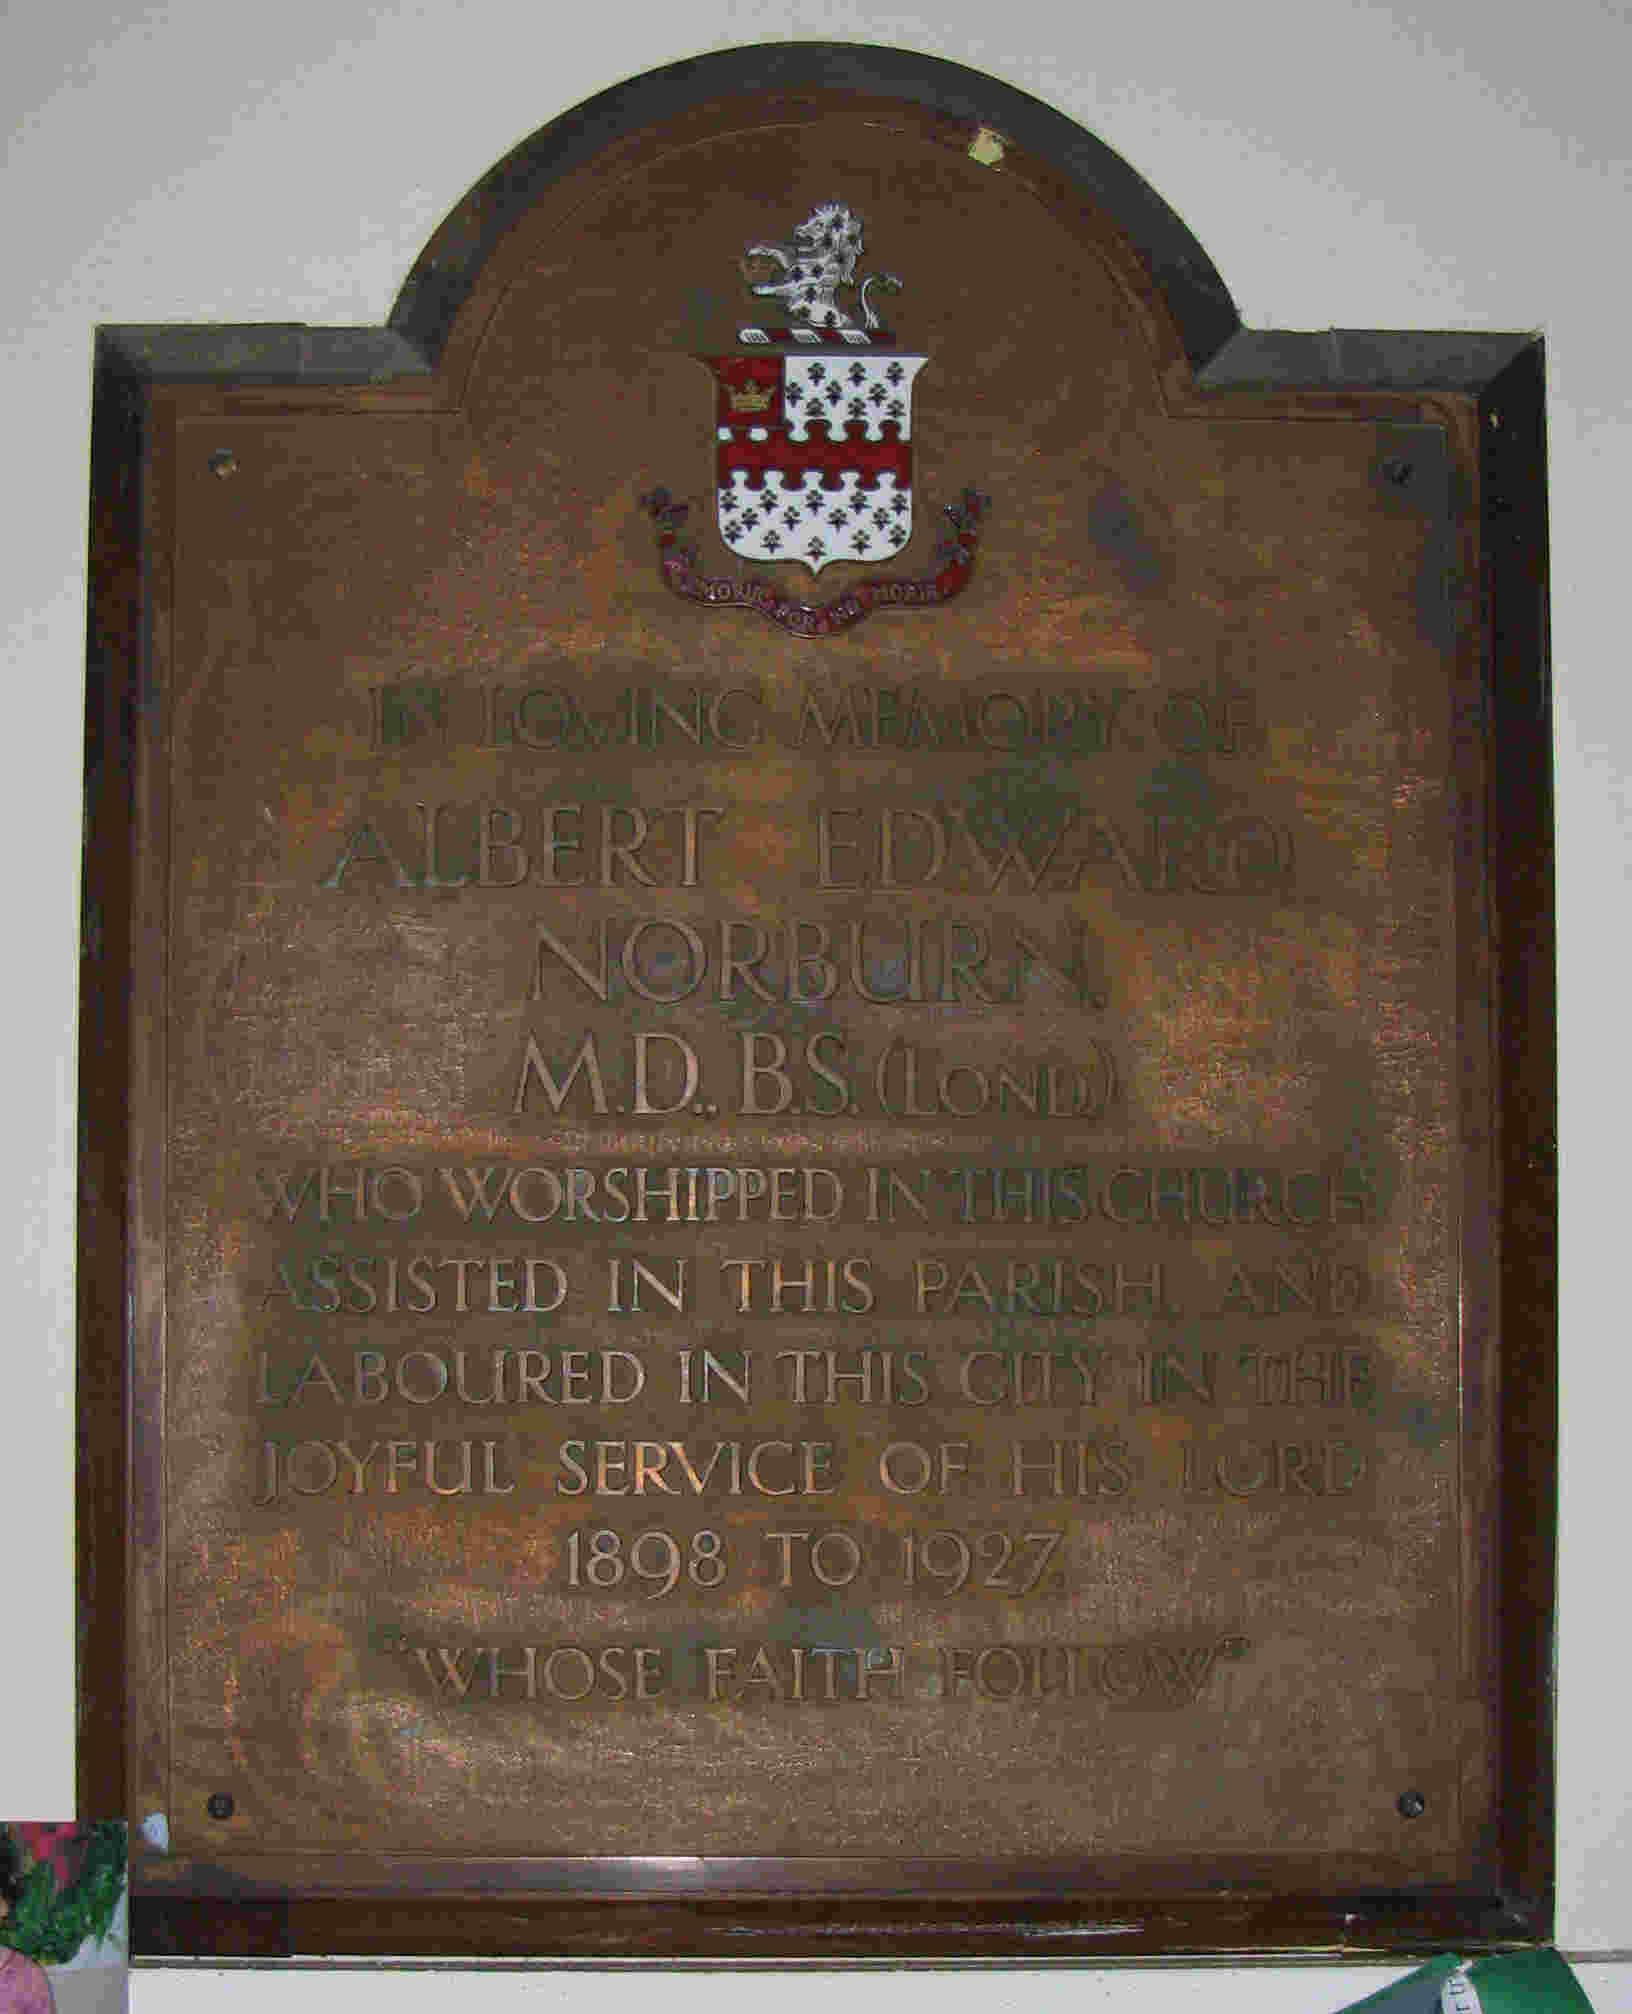 MORIR
IN LOVING MEMORY OF
ALBERT EDWARD
NORBURN,
M.D., B.S. (LOND.)
WHO WORSHIPPED IN THIS CHURCH
ASSISTED IN THIS PARISH, AND
LABOURED IN THIS CITY IN THE
JOYFUL SERVICE OF HIS LORD
1898 TO 1927.
"WHOSE FAITH FOLLOW"